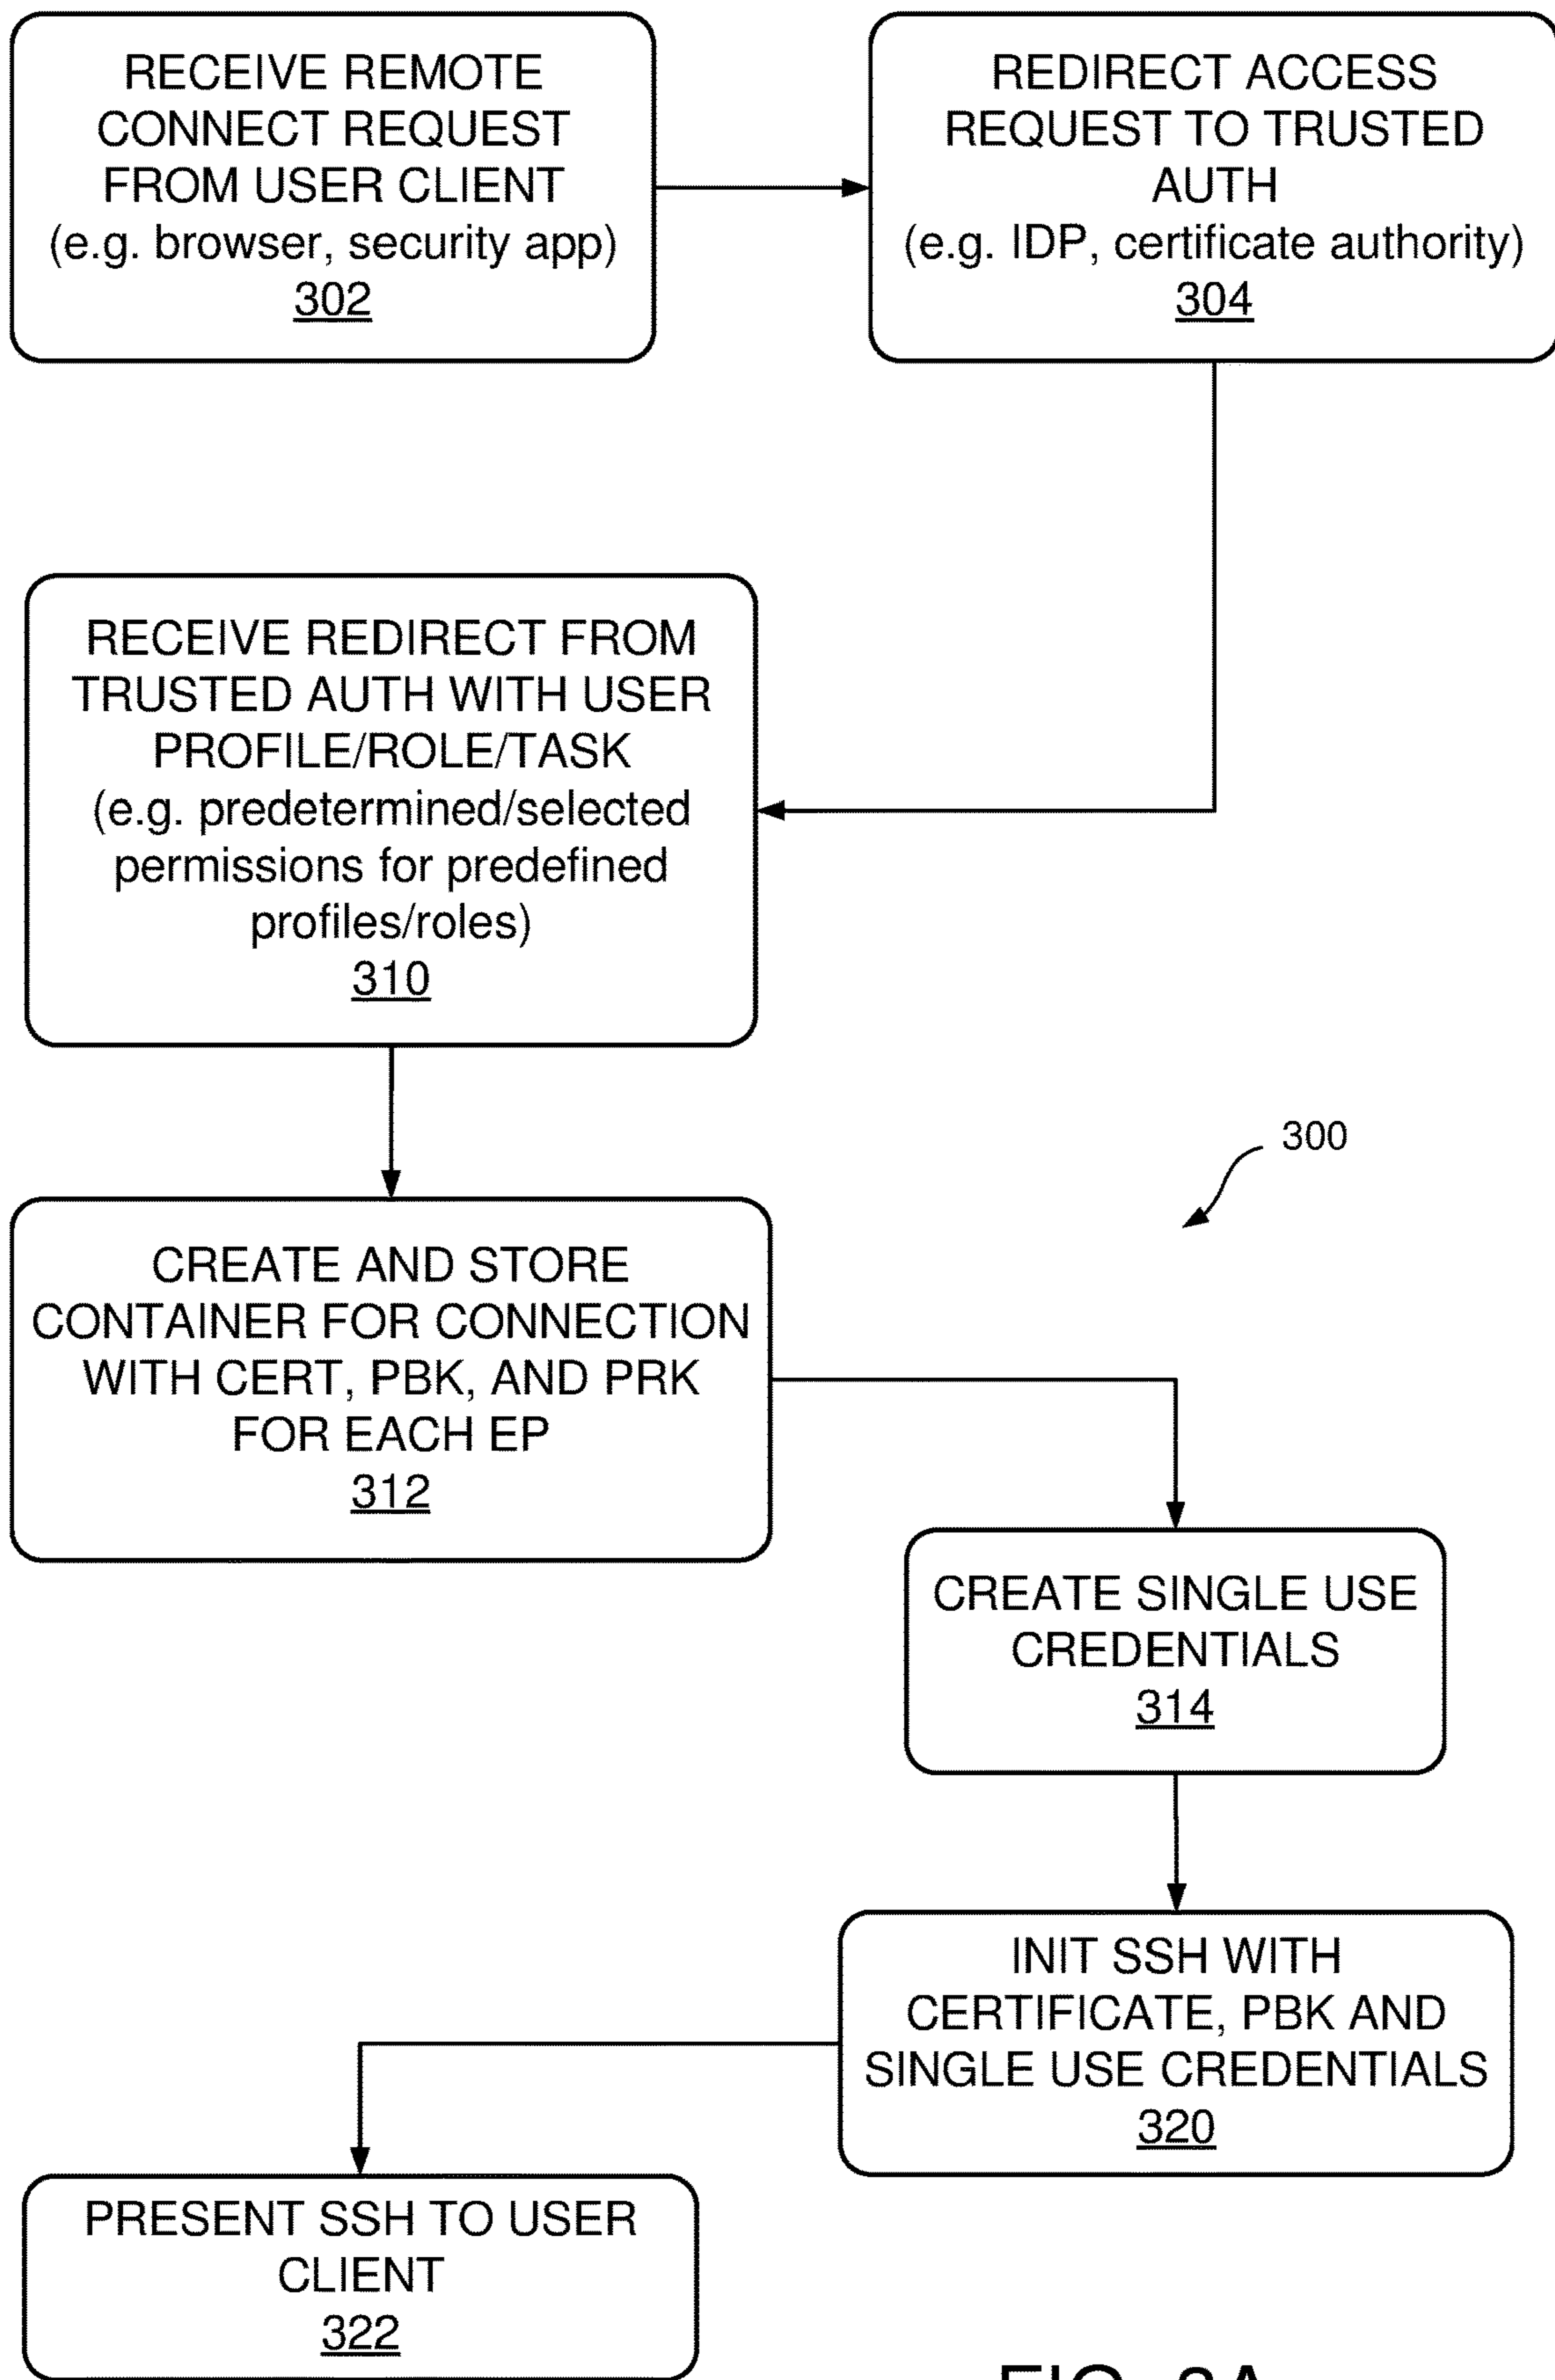 RECEIVE REMOTE
CONNECT REQUEST
FROM USER CLIENT
(e.g. browser, security app)
302
REDIRECT ACCESS
REQUEST TO TRUSTED
AUTH
(e.g. IDP, certificate authority)
304
RECEIVE REDIRECT FROM
TRUSTED AUTH WITH USER
PROFILE/ROLE/TASK
(e.g. predetermined/selected
permissions for predefined
profiles/roles)
310
300
CREATE AND STORE
CONTAINER FOR CONNECTION
WITH CERT, PBK, AND PRK
FOR EACH EP
312
CREATE SINGLE USE
CREDENTIALS
314
INIT SSH WITH
CERTIFICATE, PBK AND
SINGLE USE CREDENTIALS
320
PRESENT SSH TO USER
CLIENT
322